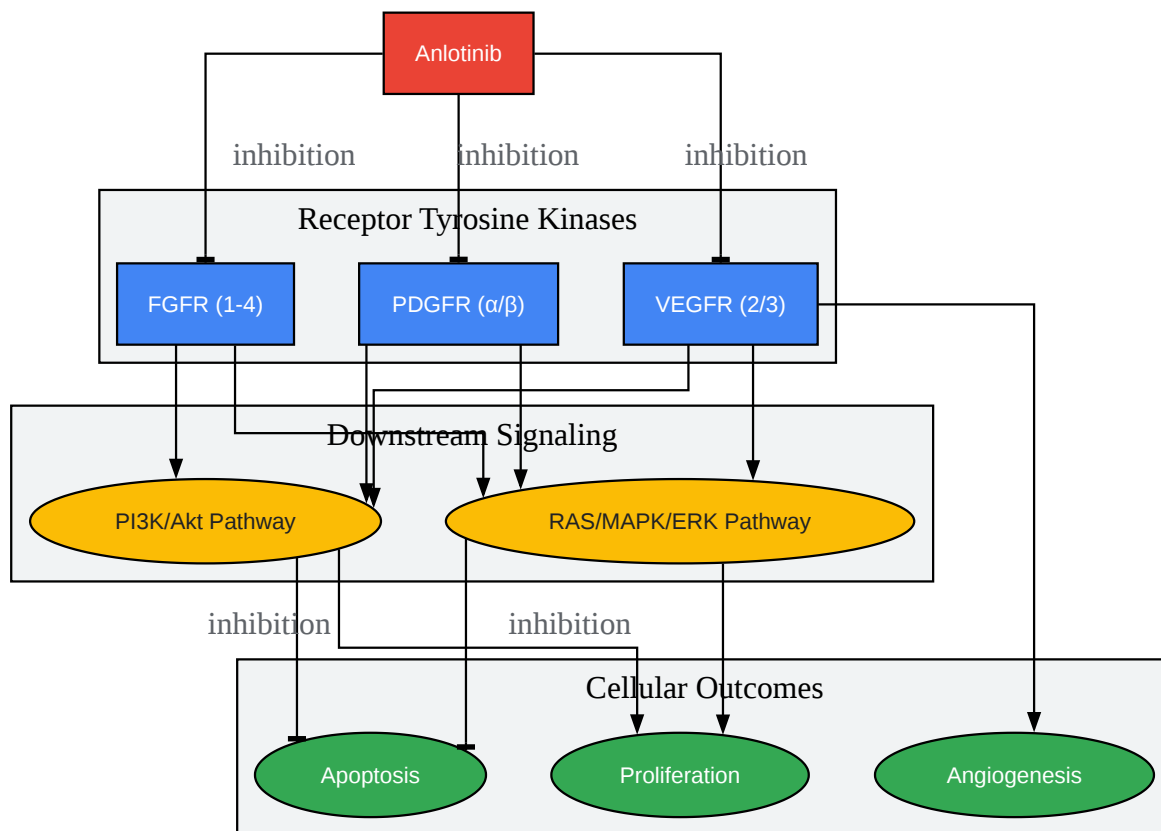 Anlotinib
inhibition inhibition inhibition
Receptor Tyrosine Kinases
FGFR (1-4) PDGFR (α/β) VEGFR (2/3)
Downstream Signaling
PI3K/Akt Pathway RAS/MAPK/ERK Pathway
inhibition inhibition
Cellular Outcomes
Apoptosis Proliferation Angiogenesis